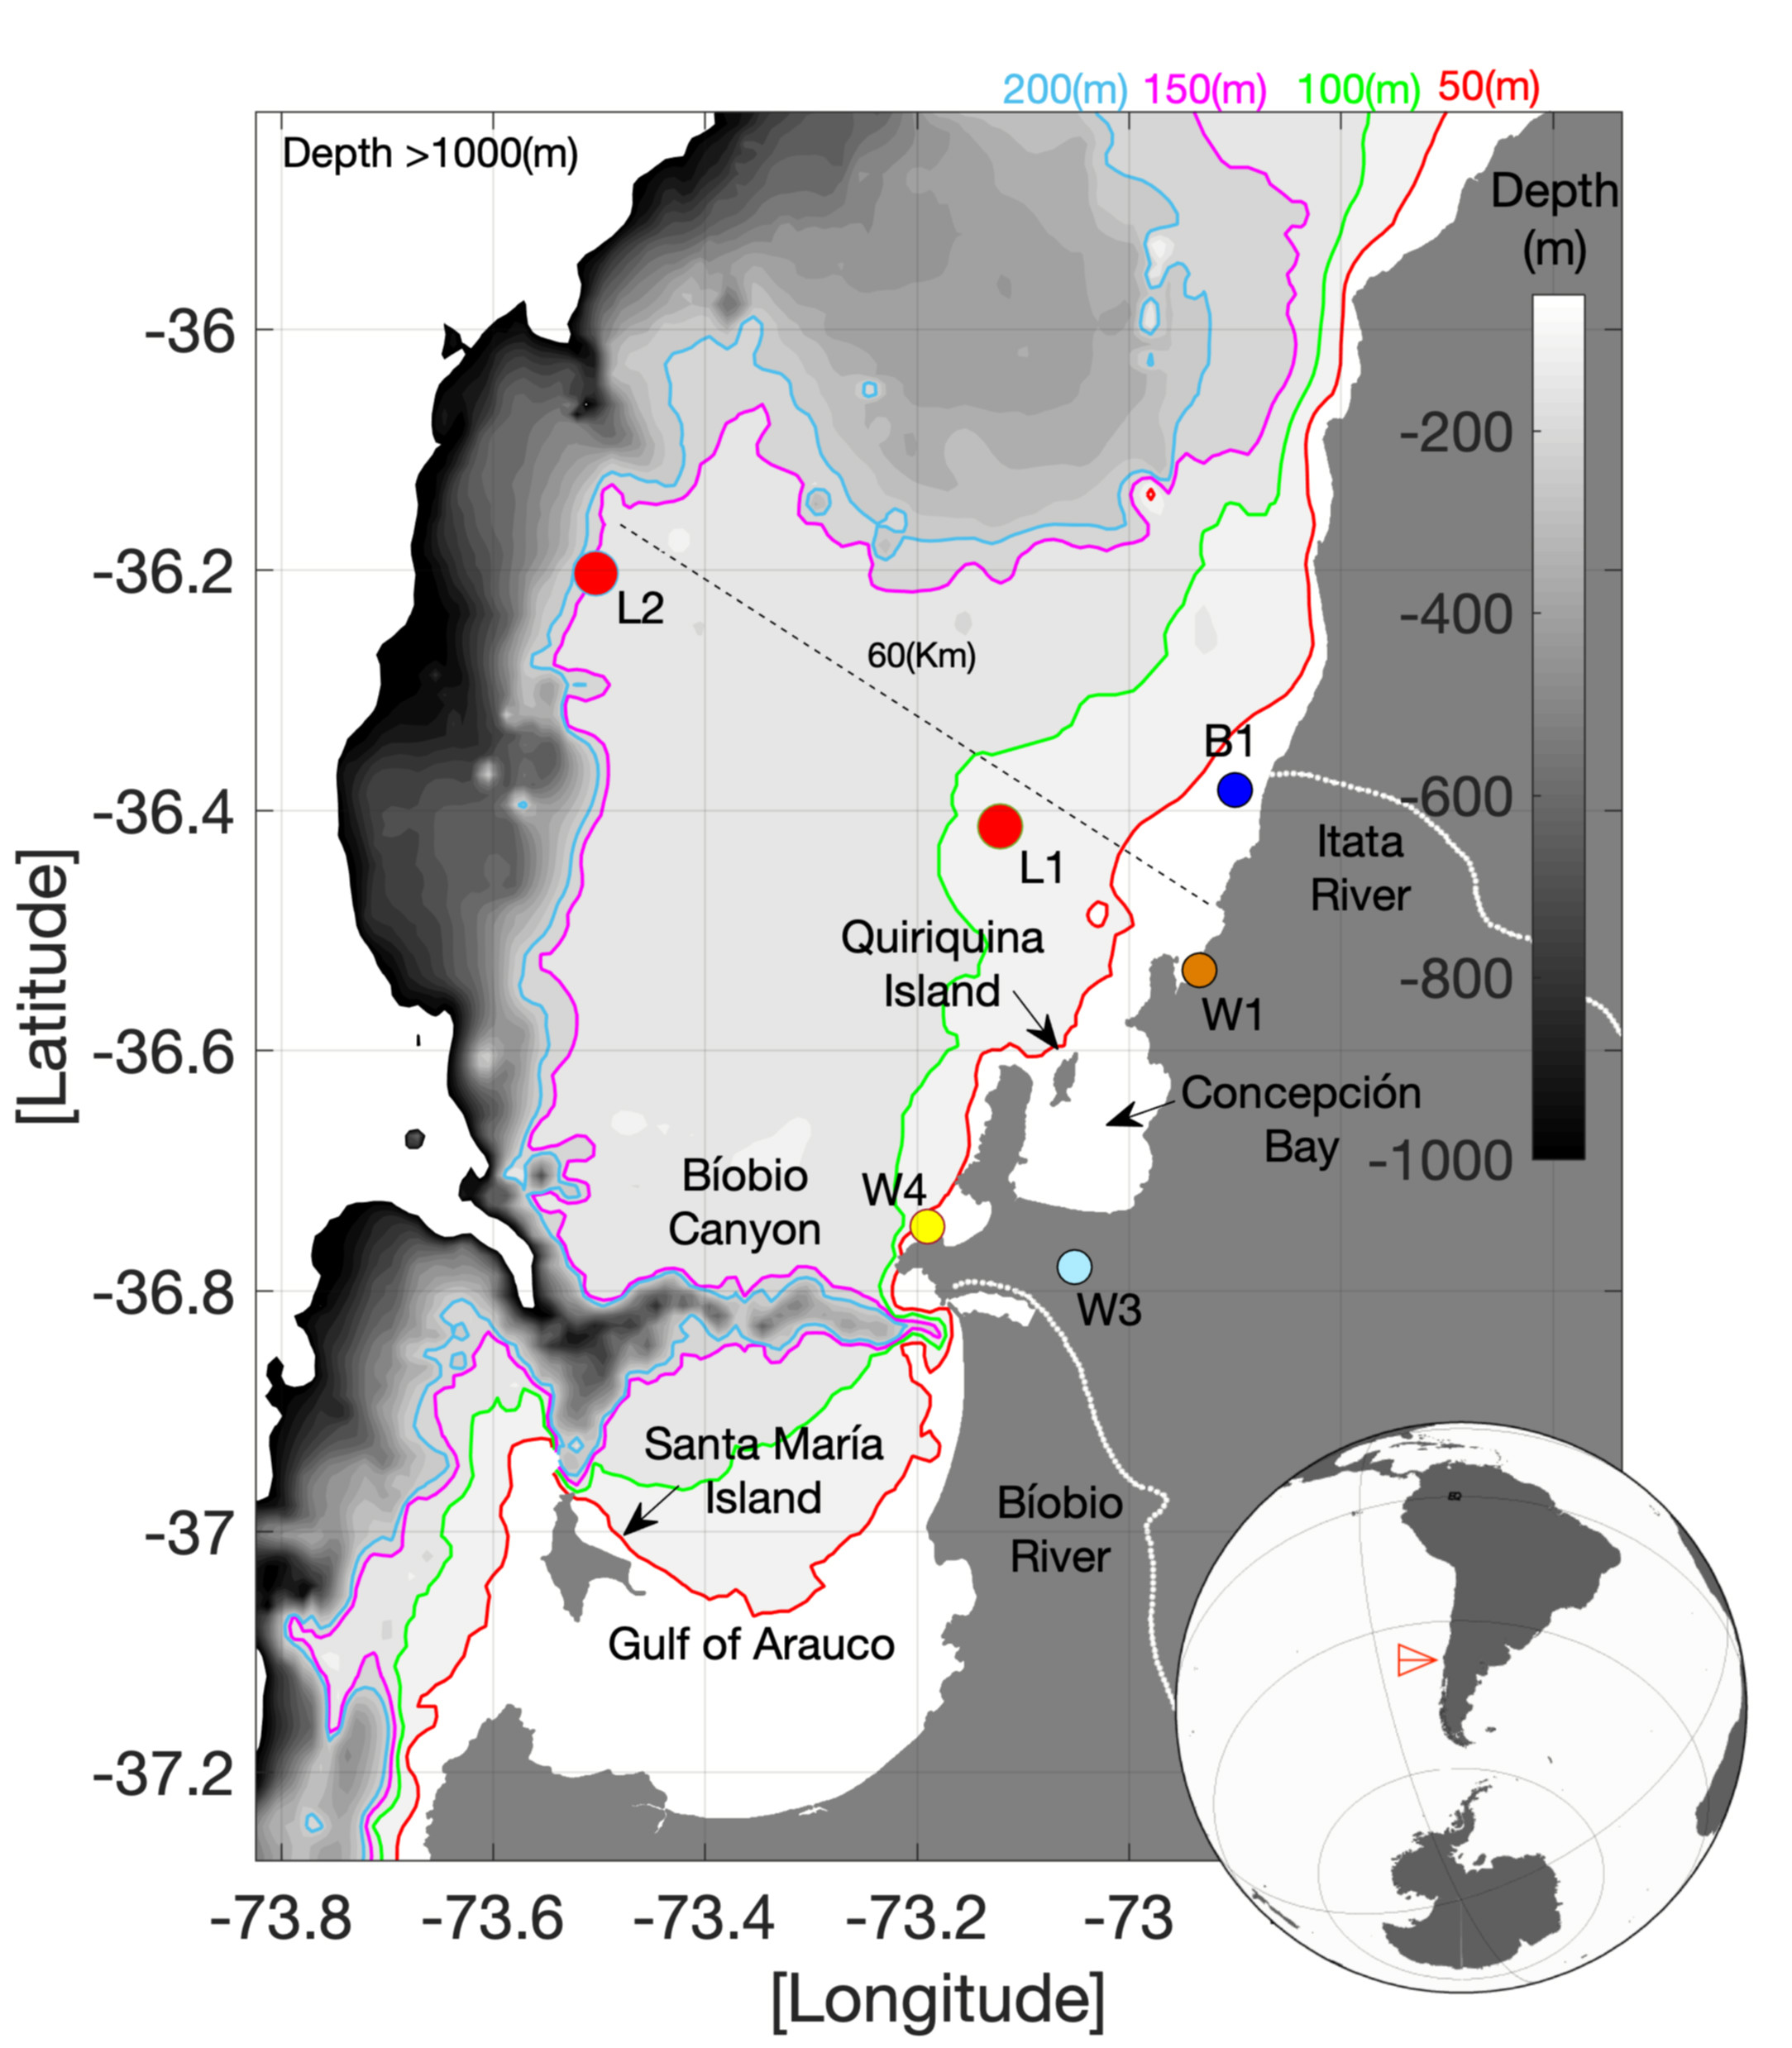 200(m) 150(m) 100(m) 50(m)
Depth >1000(m)
Depth
(m)
-36
-36.2
-36.4
-36.6
-36.8
-37
-37.2
[Latitude]
-200
-400
-600
-800
-1000
L2
60(Km)
B1
L1
Itata
River
Quiriquina
Island
W1
Concepción
Bay
Bíobio
Canyon
W4
W3
Santa María
Island
Bíobio
River
Gulf of Arauco
EQ
-73.8
-73.6
-73.4
-73.2
-73
[Longitude]